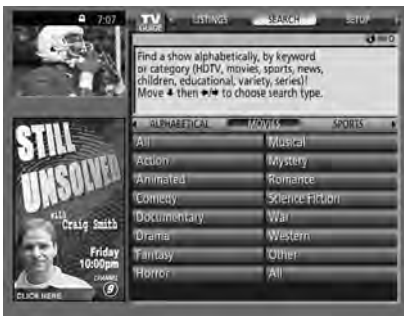 7:07
TV
GUIDE
LISTINGS
SEARCH
SETUP
Find a show alphabetically, by keyword
or category (HDTV, movies, sports, news,
children, educational, variety, series)!
Move ⬇ then ⬅/➡ to choose search type.
ALPHABETICAL
MOVIES
SPORTS
All
Musical
Action
Mystery
Animated
Romance
Comedy
Science Fiction
Documentary
War
Drama
Western
Fantasy
Other
Horror
All
STILL
UNSOLVED
with
Craig Smith
Friday
10:00pm
CHANNEL
9
CLICK HERE